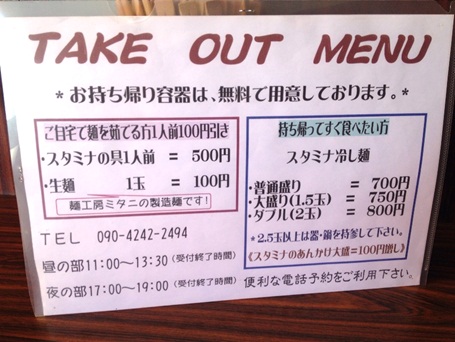 TAKE OUT MENU
* お持ち帰り容器は、無料で用意しております。*
ご自宅で麺を茹でる方1人前100円引き
・スタミナの具1人前 = 500円
・生麺 1玉 = 100円
麺工房ミタニの製造麺です!
TEL 090-4242-2494
昼の部11:00〜13:30（受付終了時間）
夜の部17:00〜19:00（受付終了時間）
持ち帰ってすぐ食べたい方
スタミナ冷し麺
・普通盛り = 700円
・大盛り(1.5玉) = 750円
・ダブル(2玉) = 800円
*2.5玉以上は器・鍋を持参して下さい。
《スタミナのあんかけ大盛=100円増し》
便利な電話予約をご利用下さい。